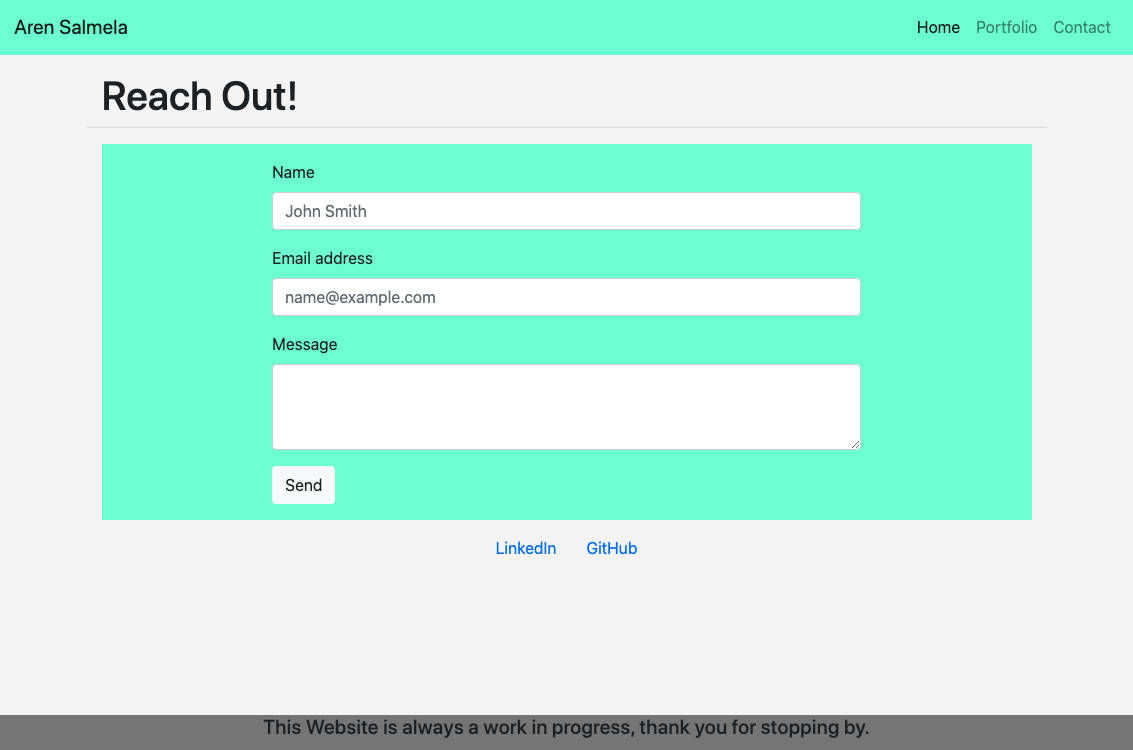 Aren Salmela Home Portfolio Contact
Reach Out!
Name
John Smith
Email address
name@example.com
Message
Send
LinkedIn GitHub
This Website is always a work in progress, thank you for stopping by.